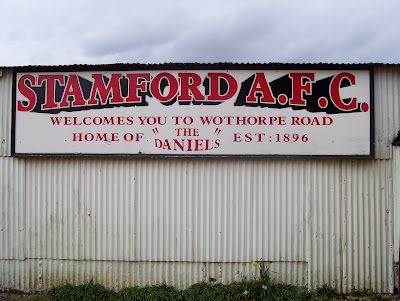 STAMFORD A.F.C.
WELCOMES YOU TO WOTHORPE ROAD
HOME OF "THE DANIELS" EST: 1896